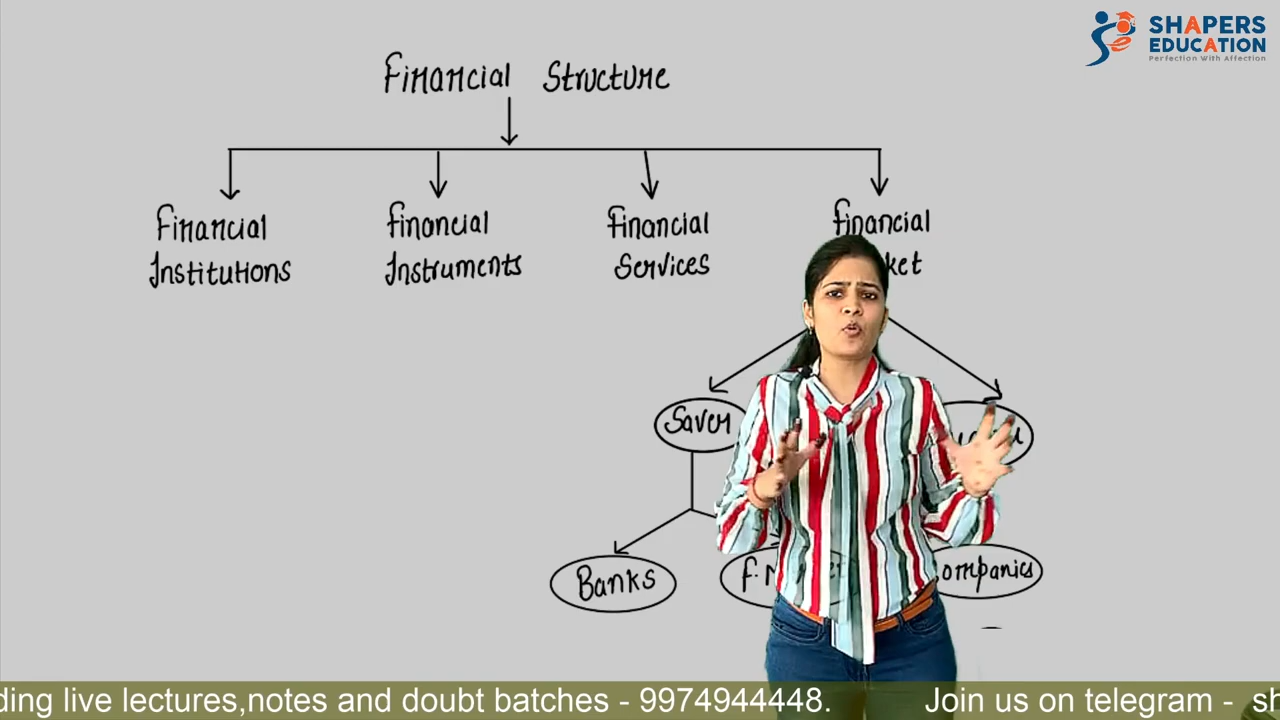 SHAPERS
EDUCATION
Perfection With Affection
Financial Structure
Financial
Institutions
Financial
Instruments
Financial
Services
Financial
Saver
Banks
ding live lectures,notes and doubt batches - 9974944448. Join us on telegram -